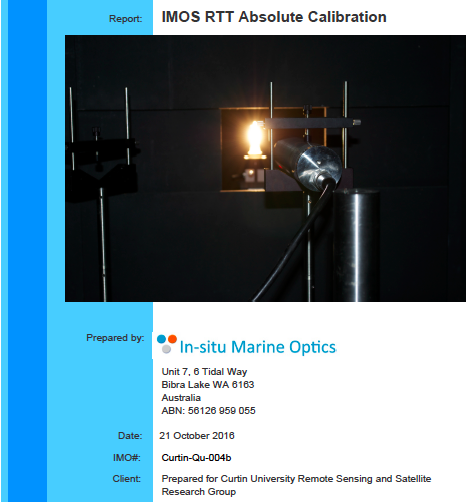 Report: IMOS RTT Absolute Calibration
Prepared by: In-situ Marine Optics
Unit 7, 6 Tidal Way
Bibra Lake WA 6163
Australia
ABN: 56126 959 055
Date: 21 October 2016
IMO#: Curtin-Qu-004b
Client: Prepared for Curtin University Remote Sensing and Satellite
Research Group